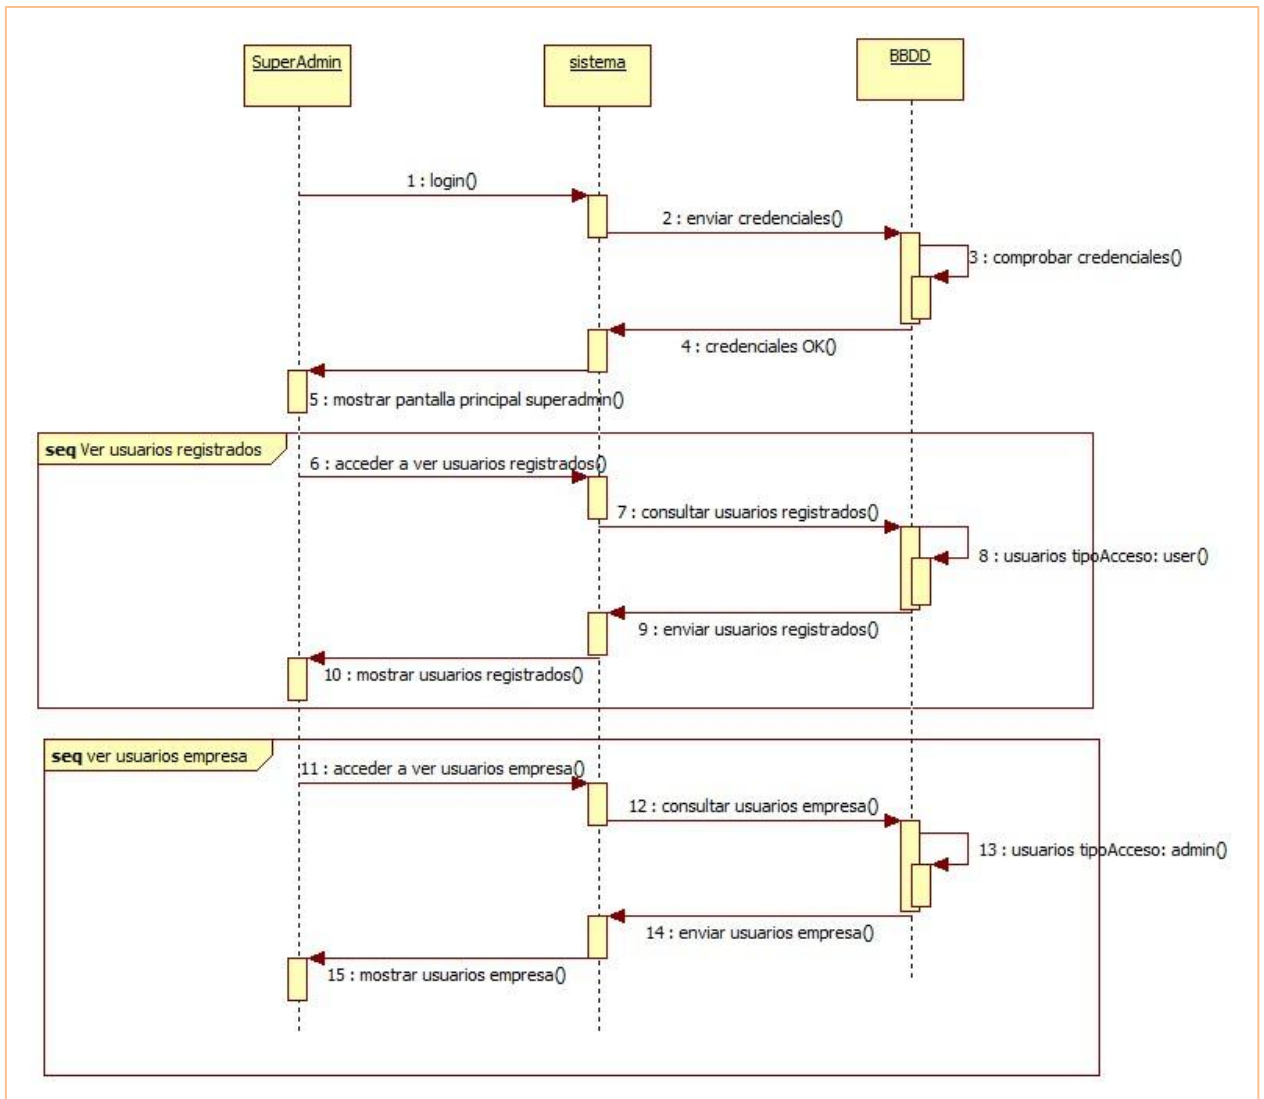 SuperAdmin
sistema
BBDD
1 : login()
2 : enviar credenciales()
3 : comprobar credenciales()
4 : credenciales OK()
5 : mostrar pantalla principal superadmin()
seq Ver usuarios registrados
6 : acceder a ver usuarios registrados()
7 : consultar usuarios registrados()
8 : usuarios tipoAcceso: user()
9 : enviar usuarios registrados()
10 : mostrar usuarios registrados()
seq ver usuarios empresa
11 : acceder a ver usuarios empresa()
12 : consultar usuarios empresa()
13 : usuarios tipoAcceso: admin()
14 : enviar usuarios empresa()
15 : mostrar usuarios empresa()